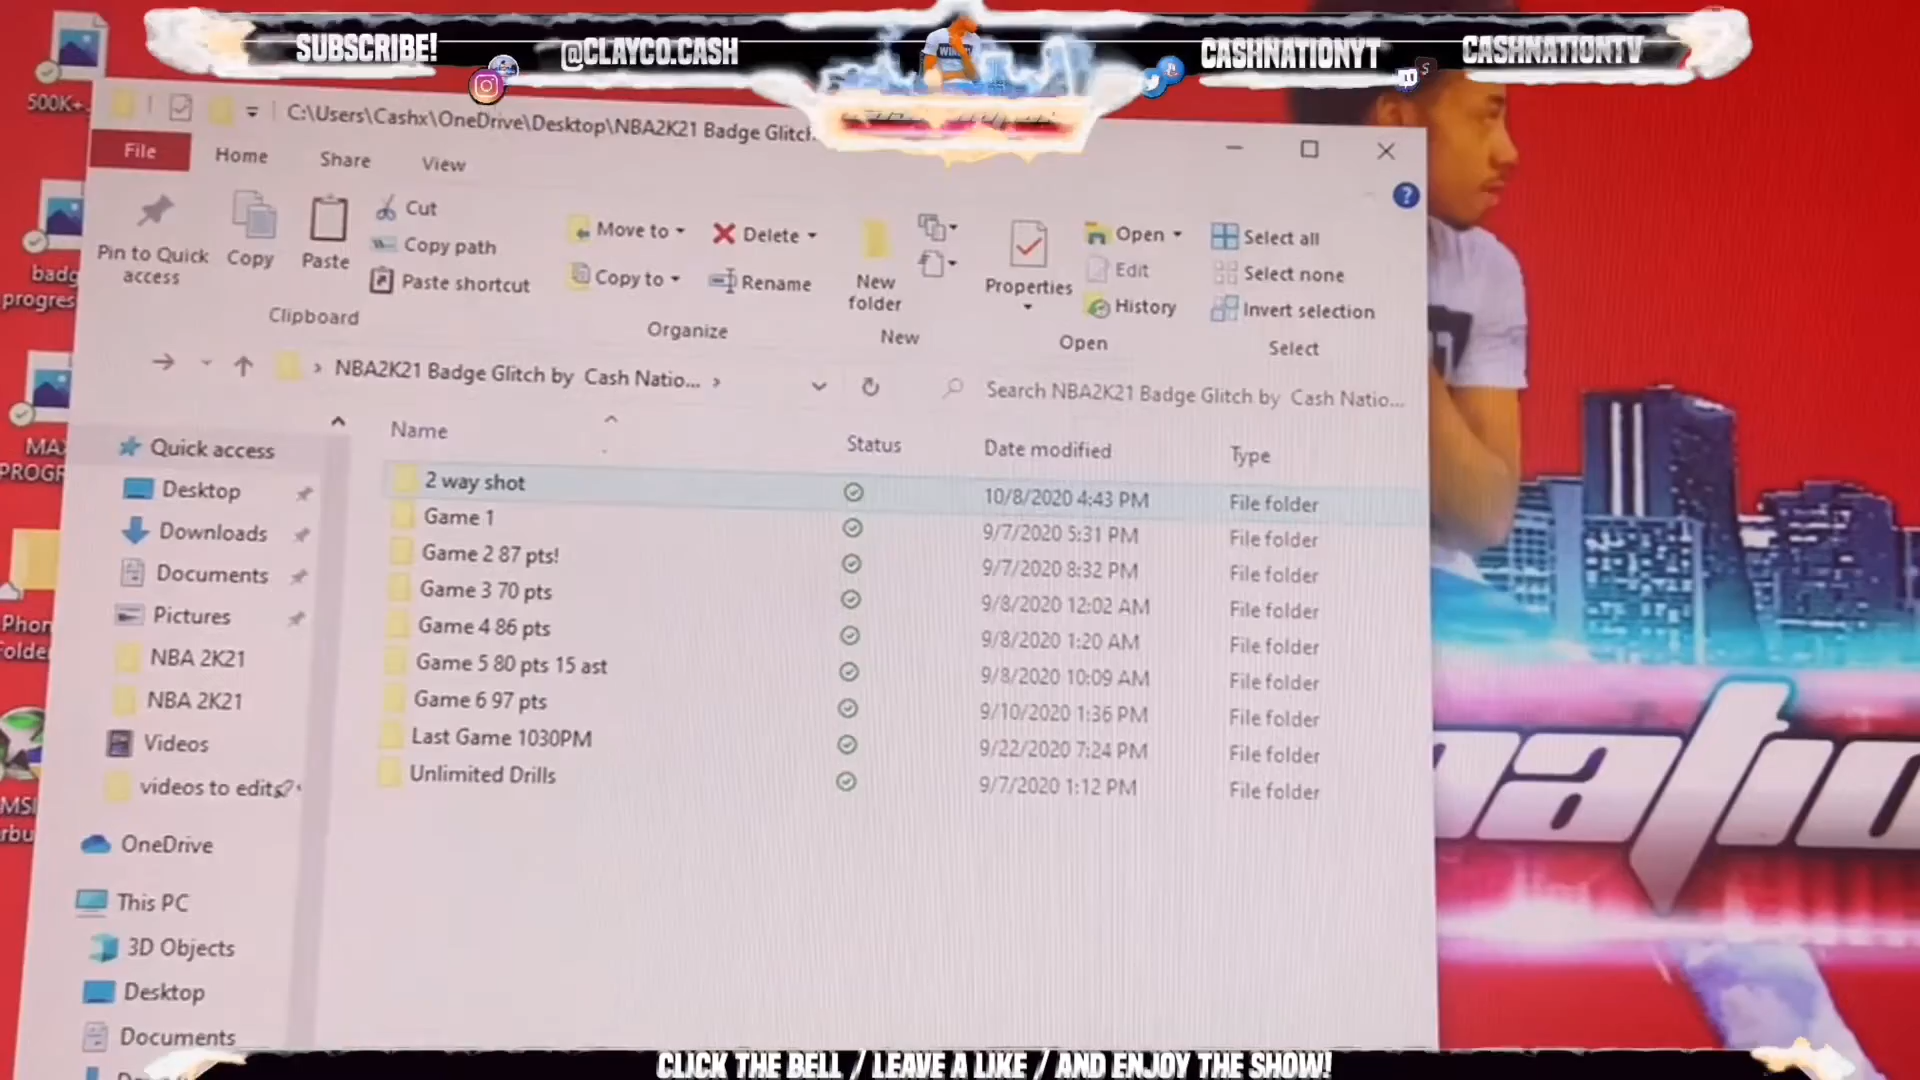 SUBSCRIBE!
@CLAYCO.CASH
CASHNATIONYT
CASHNATIONTV
500K+
C:\Users\Cashx\OneDrive\Desktop\NBA2K21 Badge Glitch
File
Home
Share
View
Pin to Quick
access
Copy
Paste
Cut
Copy path
Paste shortcut
Clipboard
Move to
Copy to
Delete
Rename
Organize
New
folder
New
Properties
Open
Edit
History
Open
Select all
Select none
Invert selection
Select
NBA2K21 Badge Glitch by Cash Natio...
Search NBA2K21 Badge Glitch by Cash Natio...
badg
progres
MAX
PROGR
Phon
Folde
MSI
rbu
Quick access
Desktop
Downloads
Documents
Pictures
NBA 2K21
NBA 2K21
Videos
videos to edits
OneDrive
This PC
3D Objects
Desktop
Documents
Name Status Date modified Type
2 way shot 10/8/2020 4:43 PM File folder
Game 1 9/7/2020 5:31 PM File folder
Game 2 87 pts! 9/7/2020 8:32 PM File folder
Game 3 70 pts 9/8/2020 12:02 AM File folder
Game 4 86 pts 9/8/2020 1:20 AM File folder
Game 5 80 pts 15 ast 9/8/2020 10:09 AM File folder
Game 6 97 pts 9/10/2020 1:36 PM File folder
Last Game 1030PM 9/22/2020 7:24 PM File folder
Unlimited Drills 9/7/2020 1:12 PM File folder
natio
CLICK THE BELL / LEAVE A LIKE / AND ENJOY THE SHOW!